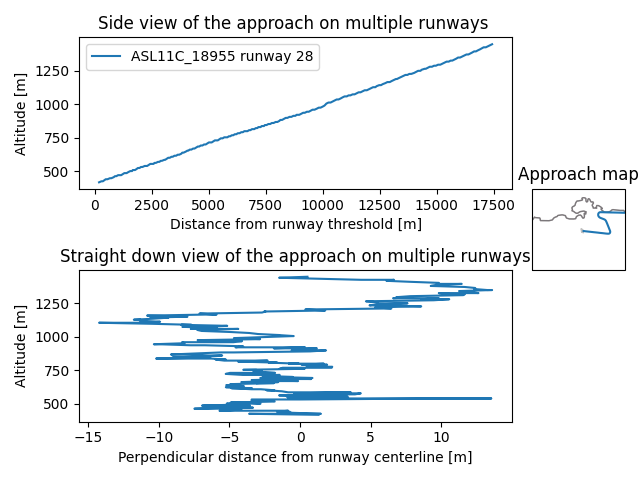 Side view of the approach on multiple runways
ASL11C_18955 runway 28
Altitude [m]
1250
1000
750
500
0
2500
5000
7500
10000
12500
15000
17500
Distance from runway threshold [m]
Approach map
Straight down view of the approach on multiple runways
Altitude [m]
1250
1000
750
500
−15
−10
−5
0
5
10
Perpendicular distance from runway centerline [m]